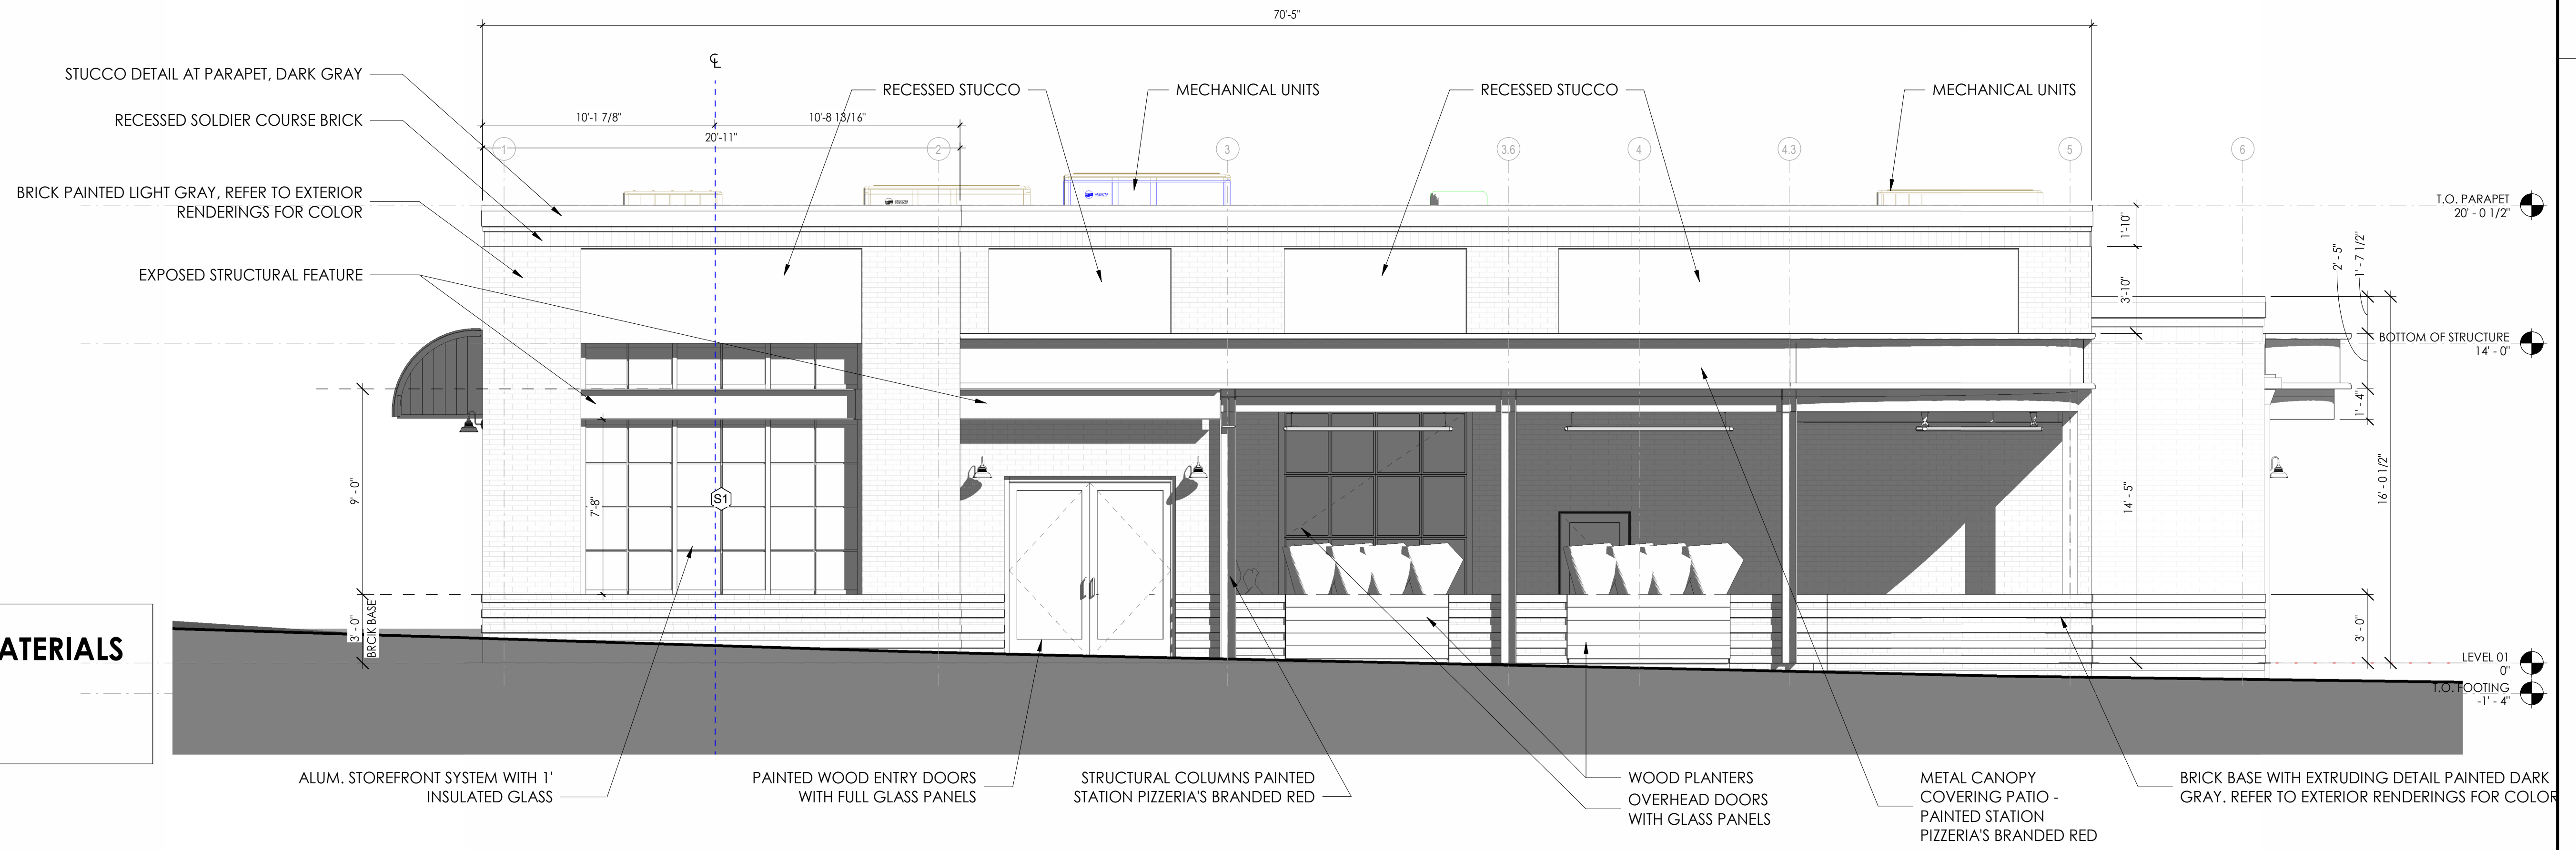 70'-5"
℄
STUCCO DETAIL AT PARAPET, DARK GRAY
RECESSED STUCCO
MECHANICAL UNITS
RECESSED STUCCO
MECHANICAL UNITS
RECESSED SOLDIER COURSE BRICK
10'-1 7/8"
10'-8 13/16"
20'-11"
1
2
3
3.6
4
4.3
5
6
BRICK PAINTED LIGHT GRAY, REFER TO EXTERIOR
RENDERINGS FOR COLOR
T.O. PARAPET
20' - 0 1/2"
1'-10"
EXPOSED STRUCTURAL FEATURE
3'-10"
2' - 5"
1' - 7 1/2"
BOTTOM OF STRUCTURE
14' - 0"
1' - 4"
9' - 0"
7'-8"
S1
14' - 5"
16' - 0 1/2"
3' - 0"
BRCIK BASE
3' - 0"
ATERIALS
LEVEL 01
0"
T.O. FOOTING
-1' - 4"
ALUM. STOREFRONT SYSTEM WITH 1'
INSULATED GLASS
PAINTED WOOD ENTRY DOORS
WITH FULL GLASS PANELS
STRUCTURAL COLUMNS PAINTED
STATION PIZZERIA'S BRANDED RED
WOOD PLANTERS
OVERHEAD DOORS
WITH GLASS PANELS
METAL CANOPY
COVERING PATIO -
PAINTED STATION
PIZZERIA'S BRANDED RED
BRICK BASE WITH EXTRUDING DETAIL PAINTED DARK
GRAY. REFER TO EXTERIOR RENDERINGS FOR COLOR